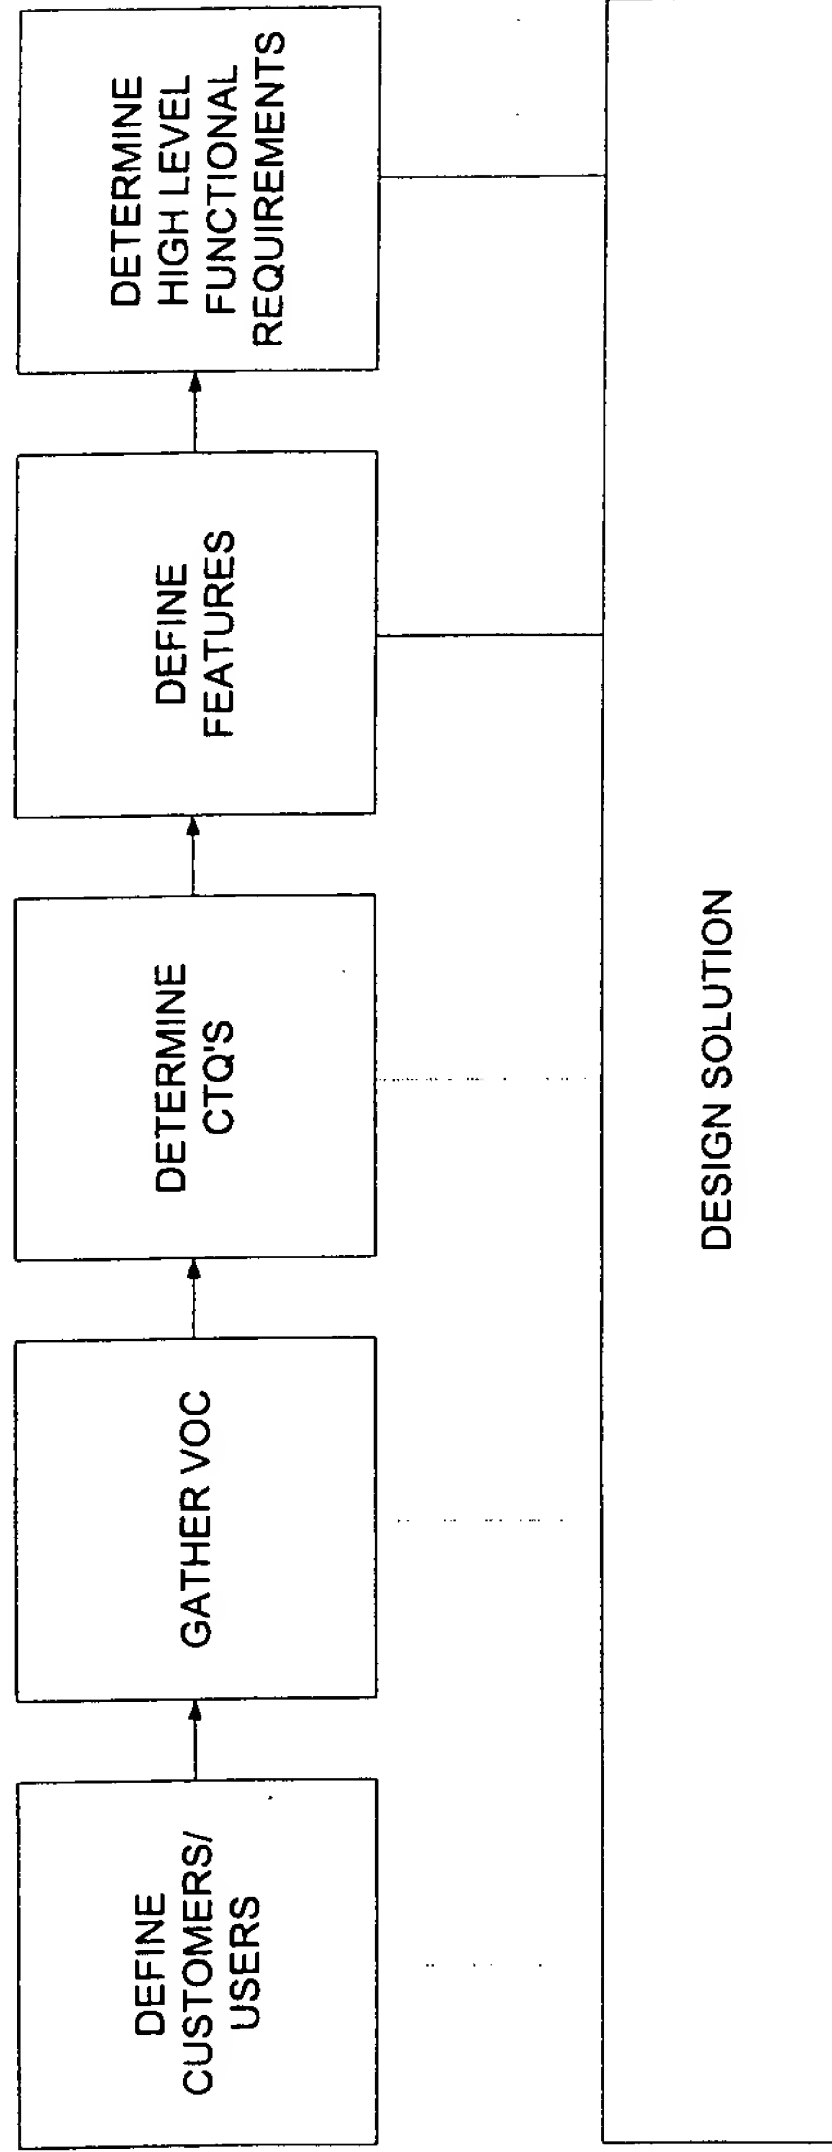 DEFINE
CUSTOMERS/
USERS
GATHER VOC
DETERMINE
CTQ'S
DEFINE
FEATURES
DETERMINE
HIGH LEVEL
FUNCTIONAL
REQUIREMENTS
DESIGN SOLUTION